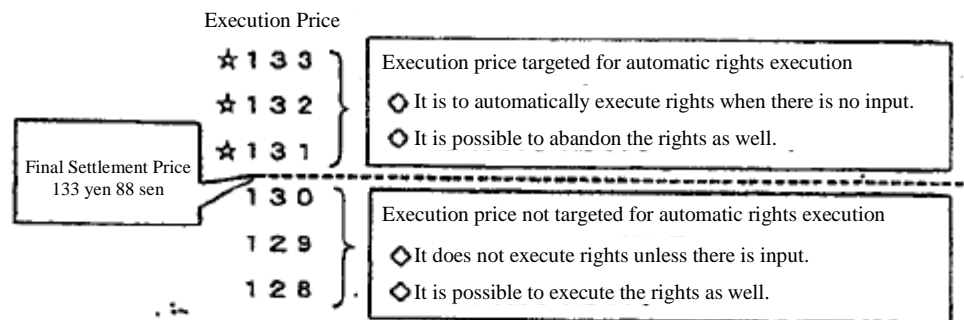 Execution Price
☆133
☆132
☆131
Execution price targeted for automatic rights execution
◇ It is to automatically execute rights when there is no input.
◇ It is possible to abandon the rights as well.
Final Settlement Price
133 yen 88 sen
130
129
128
Execution price not targeted for automatic rights execution
◇ It does not execute rights unless there is input.
◇ It is possible to execute the rights as well.